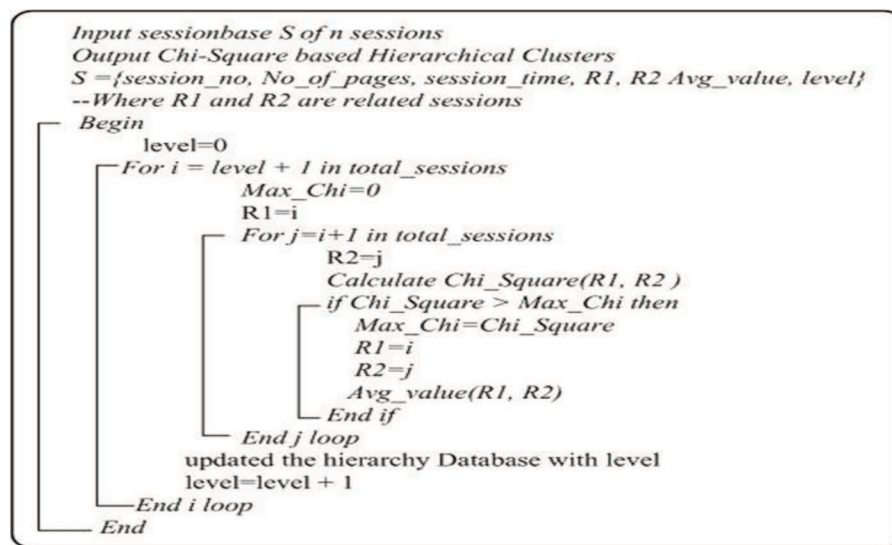 Input sessionbase S of n sessions
Output Chi-Square based Hierarchical Clusters
S ={session_no, No_of_pages, session_time, R1, R2 Avg_value, level}
--Where R1 and R2 are related sessions
Begin
level=0
For i = level + 1 in total_sessions
Max_Chi=0
R1=i
For j=i+1 in total_sessions
R2=j
Calculate Chi_Square(R1, R2 )
if Chi_Square > Max_Chi then
Max_Chi=Chi_Square
R1=i
R2=j
Avg_value(R1, R2)
End if
End j loop
updated the hierarchy Database with level
level=level + 1
End i loop
End